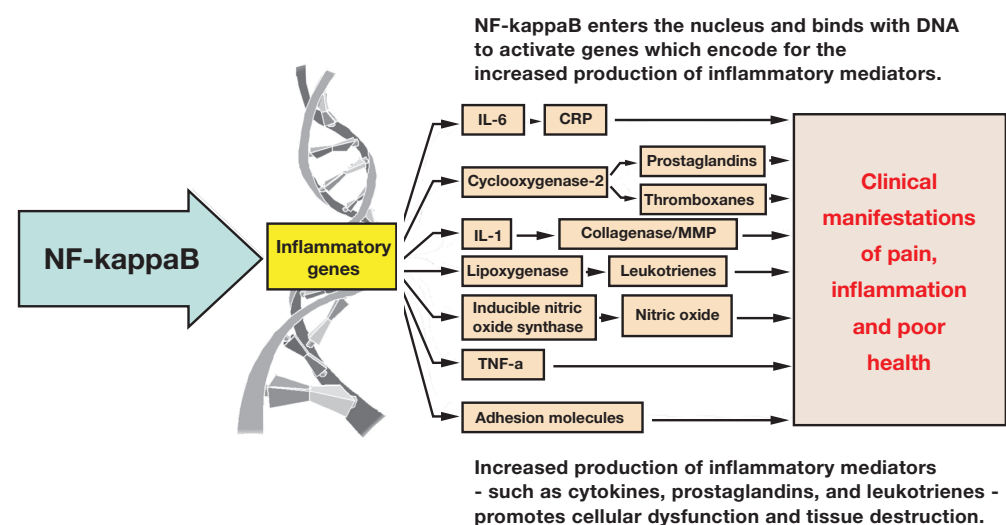 NF-kappaB enters the nucleus and binds with DNA
to activate genes which encode for the
increased production of inflammatory mediators.
NF-kappaB
Inflammatory
genes
IL-6
CRP
Cyclooxygenase-2
Prostaglandins
Thromboxanes
IL-1
Collagenase/MMP
Lipoxygenase
Leukotrienes
Inducible nitric
oxide synthase
Nitric oxide
TNF-a
Adhesion molecules
Clinical
manifestations
of pain,
inflammation
and poor
health
Increased production of inflammatory mediators
- such as cytokines, prostaglandins, and leukotrienes -
promotes cellular dysfunction and tissue destruction.